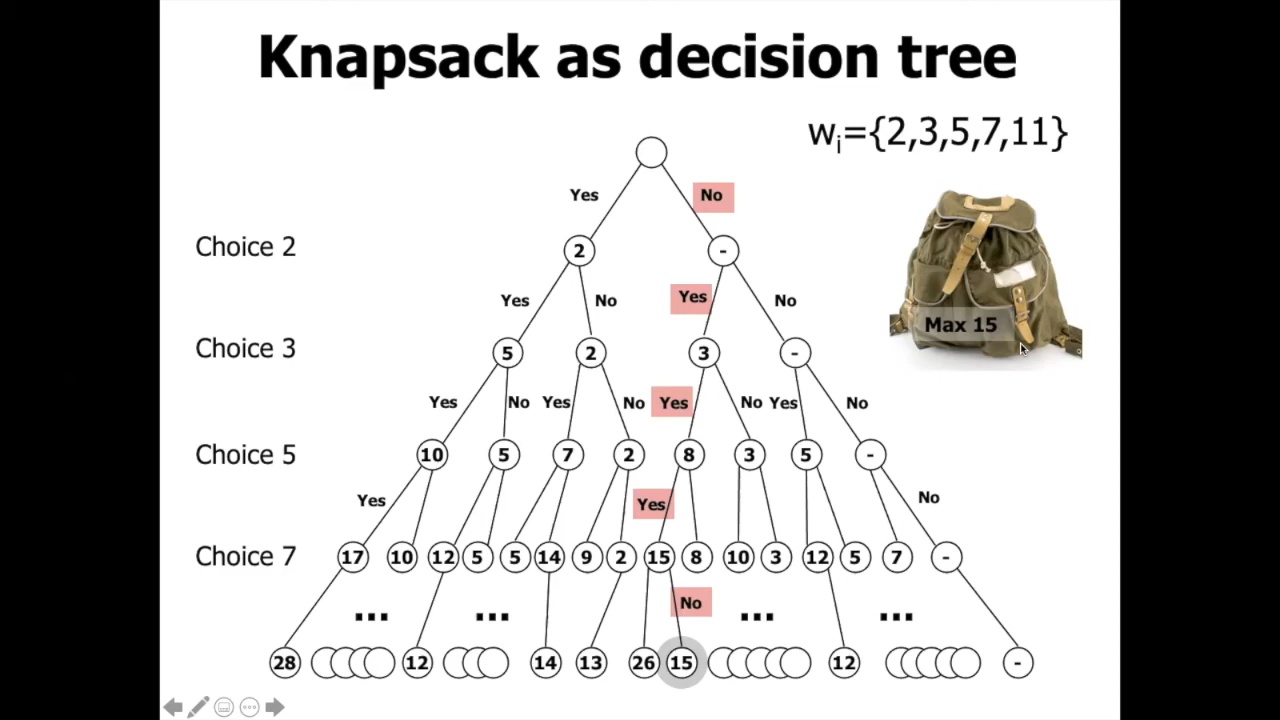 Knapsack as decision tree
wi={2,3,5,7,11}
Yes No
Choice 2 2 -
Yes No Yes No
Max 15
Choice 3 5 2 3 -
Yes No Yes No Yes No Yes No
Choice 5 10 5 7 2 8 3 5 -
Yes Yes No
Choice 7 17 10 12 5 5 14 9 2 15 8 10 3 12 5 7 -
No
... ... ... ...
28 12 14 13 26 15 12 -